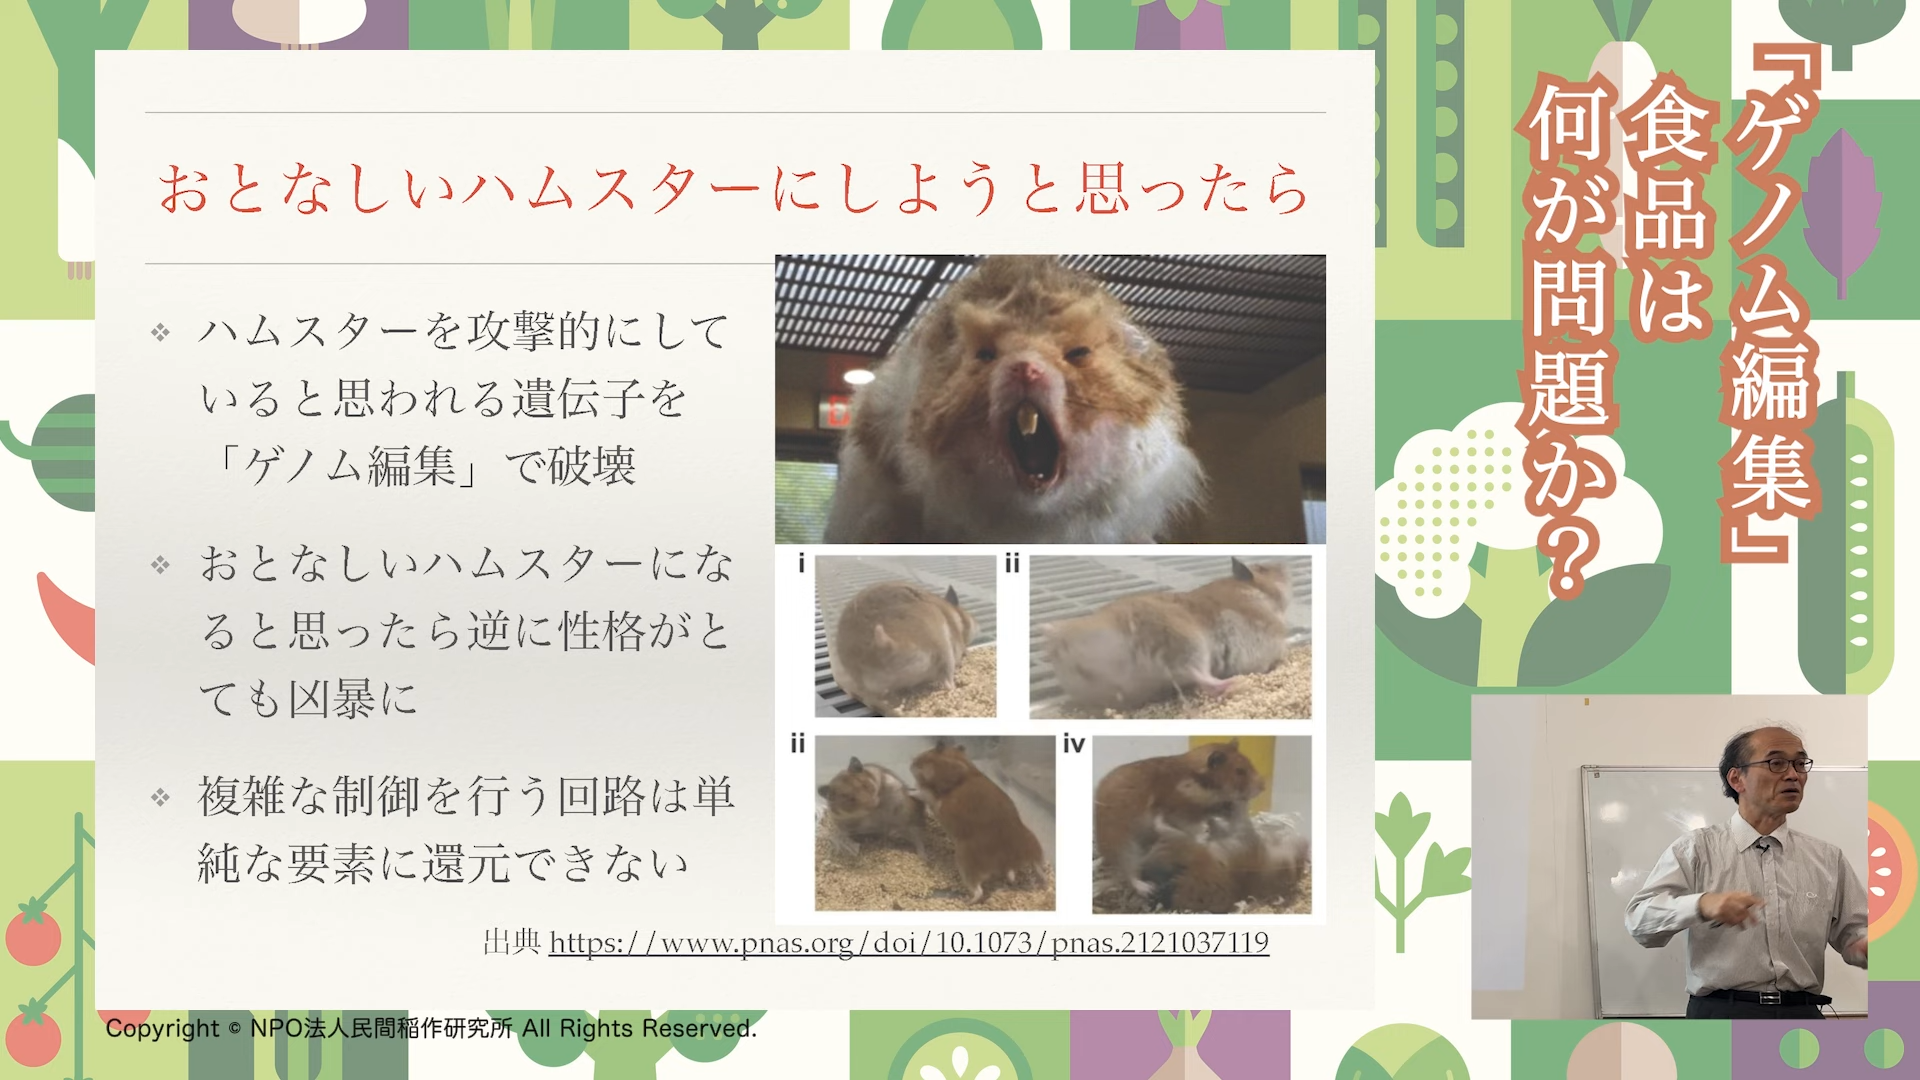 おとなしいハムスターにしようと思ったら
ハムスターを攻撃的にして
いると思われる遺伝子を
「ゲノム編集」で破壊
おとなしいハムスターにな
ると思ったら逆に性格がと
ても凶暴に
複雑な制御を行う回路は単
純な要素に還元できない
i
ii
ii
iv
出典 https://www.pnas.org/doi/10.1073/pnas.2121037119
『ゲノム編集』
食品は
何が問題か？
Copyright © NPO法人民間稲作研究所 All Rights Reserved.